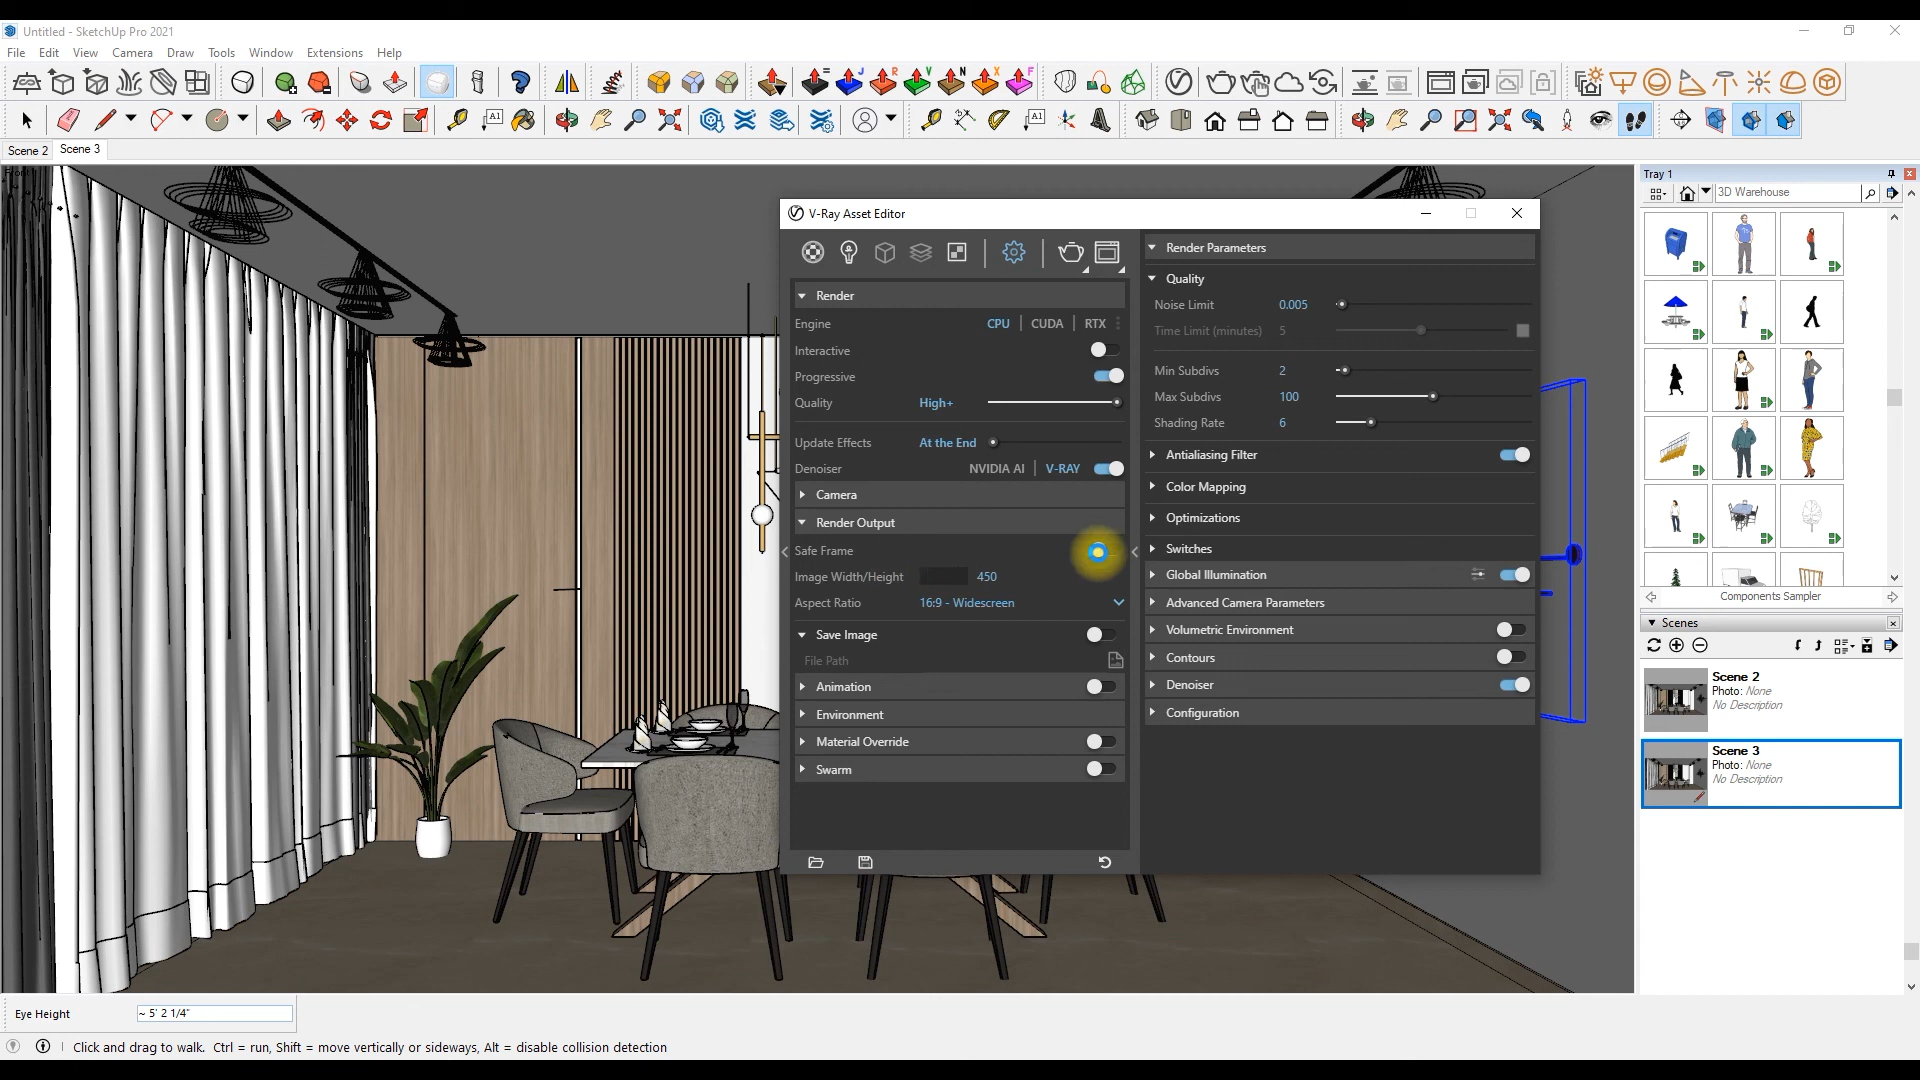 Untitled - SketchUp Pro 2021
File Edit View Camera Draw Tools Window Extensions Help
Scene 2 Scene 3
Tray 1
3D Warehouse
V-Ray Asset Editor
Render
Engine CPU CUDA RTX
Interactive
Progressive
Quality High+
Update Effects At the End
Denoiser NVIDIA AI V-RAY
Camera
Render Output
Safe Frame
Image Width/Height 450
Aspect Ratio 16:9 - Widescreen
Save Image
File Path
Animation
Environment
Material Override
Swarm
Render Parameters
Quality
Noise Limit 0.005
Time Limit (minutes) 5
Min Subdivs 2
Max Subdivs 100
Shading Rate 6
Antialiasing Filter
Color Mapping
Optimizations
Switches
Global Illumination
Advanced Camera Parameters
Volumetric Environment
Contours
Denoiser
Configuration
Components Sampler
Scenes
Scene 2
Photo: None
No Description
Scene 3
Photo: None
No Description
Eye Height ~ 5' 2 1/4"
Click and drag to walk. Ctrl = run, Shift = move vertically or sideways, Alt = disable collision detection